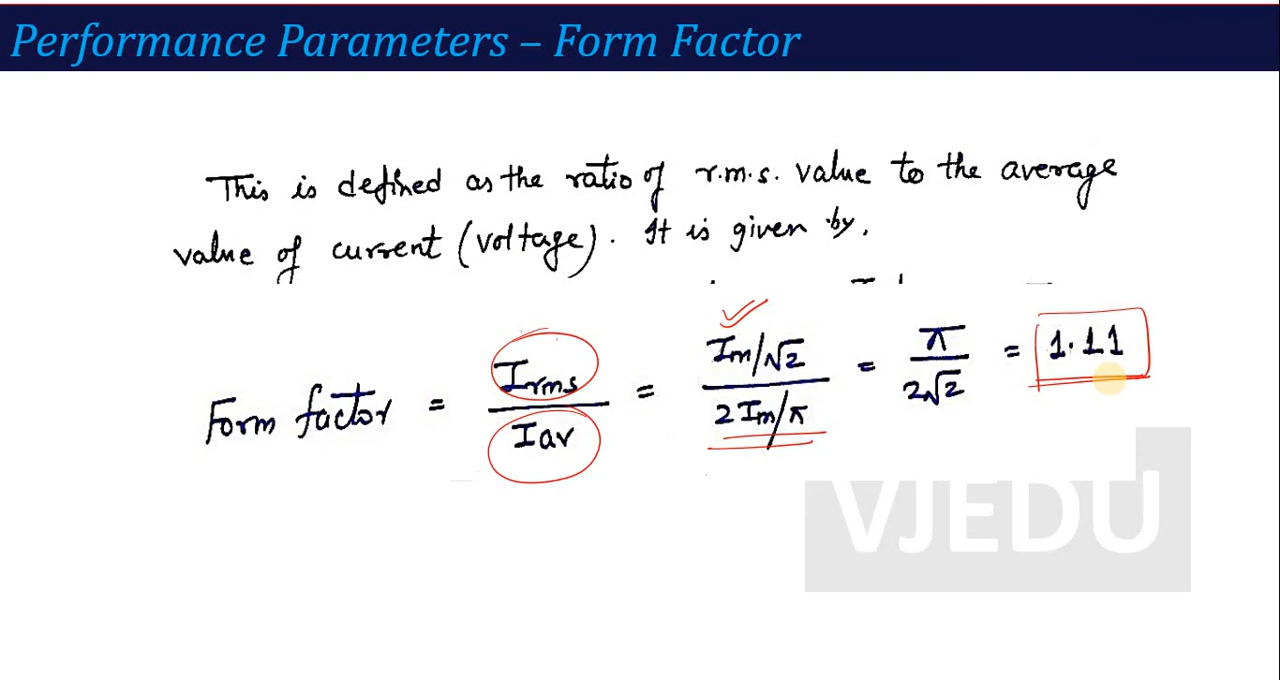 Performance Parameters – Form Factor
This is defined as the ratio of r.m.s. value to the average
value of current (voltage). It is given by,
Form factor = Irms / Iav = (Im/√2) / (2Im/π) = π / 2√2 = 1.11
VJEDU